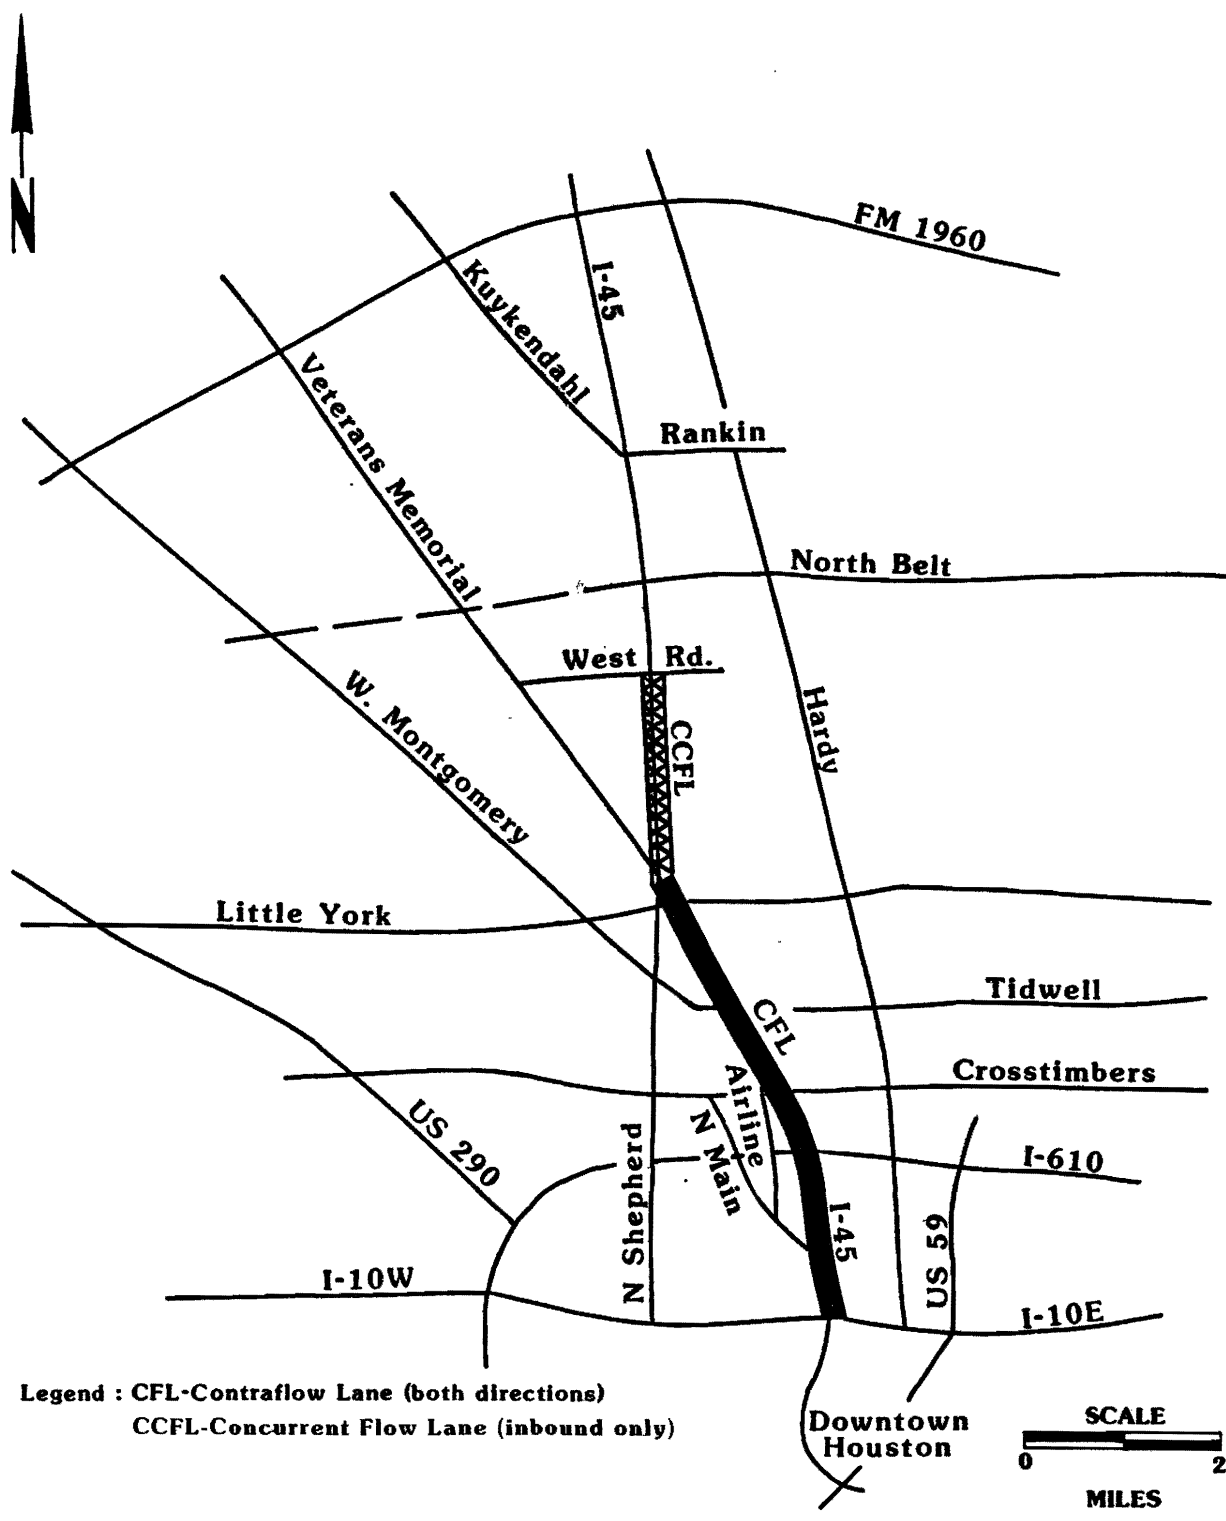 N
FM 1960
I-45
Kuykendahl
Veterans Memorial
Rankin
North Belt
West Rd.
W. Montgomery
Hardy
CCFL
Little York
Tidwell
CFL
Crosstimbers
Airline
US 290
N Main
I-610
N Shepherd
I-45
US 59
I-10W
I-10E
Legend : CFL-Contraflow Lane (both directions)
CCFL-Concurrent Flow Lane (inbound only)
Downtown
Houston
SCALE
0 2
MILES